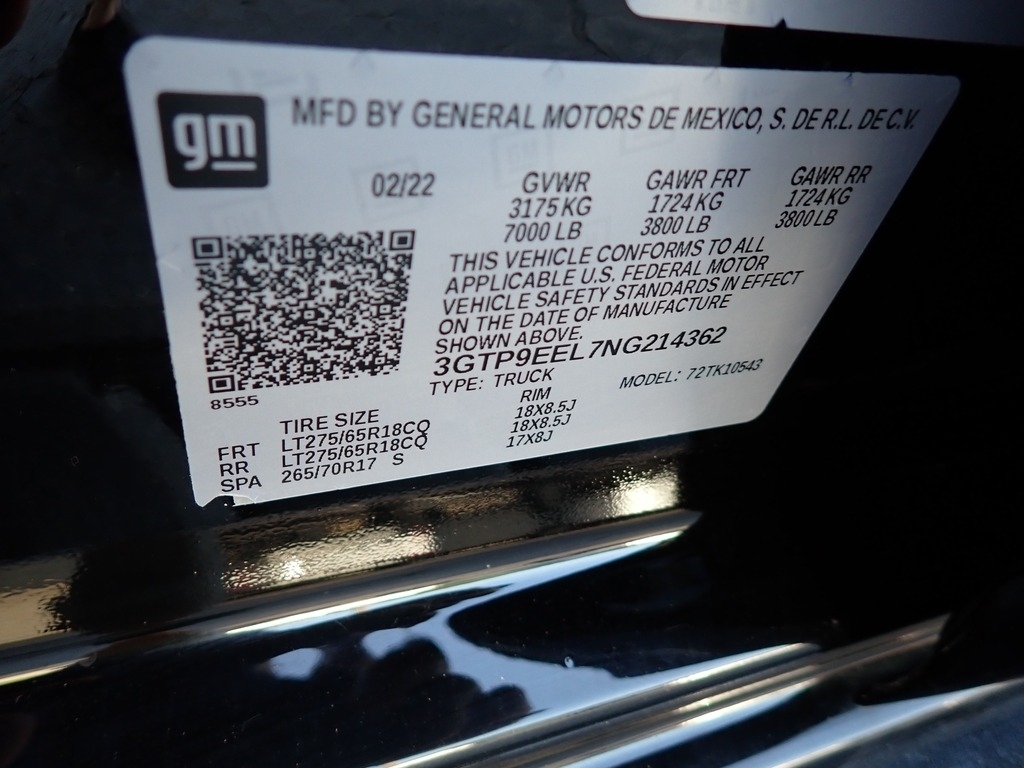 gm
MFD BY GENERAL MOTORS DE MEXICO, S. DE R.L. DE C.V.
02/22 GVWR GAWR FRT GAWR RR
3175 KG 1724 KG 1724 KG
7000 LB 3800 LB 3800 LB
THIS VEHICLE CONFORMS TO ALL
APPLICABLE U.S. FEDERAL MOTOR
VEHICLE SAFETY STANDARDS IN EFFECT
ON THE DATE OF MANUFACTURE
SHOWN ABOVE.
3GTP9EEL7NG214362
TYPE: TRUCK MODEL: 72TK10543
8555
TIRE SIZE RIM
FRT LT275/65R18CQ 18X8.5J
RR LT275/65R18CQ 18X8.5J
SPA 265/70R17 S 17X8J